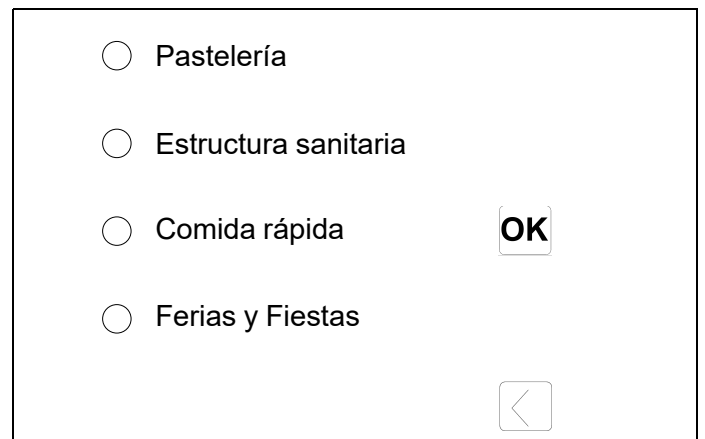 Pastelería
Estructura sanitaria
Comida rápida
OK
Ferias y Fiestas